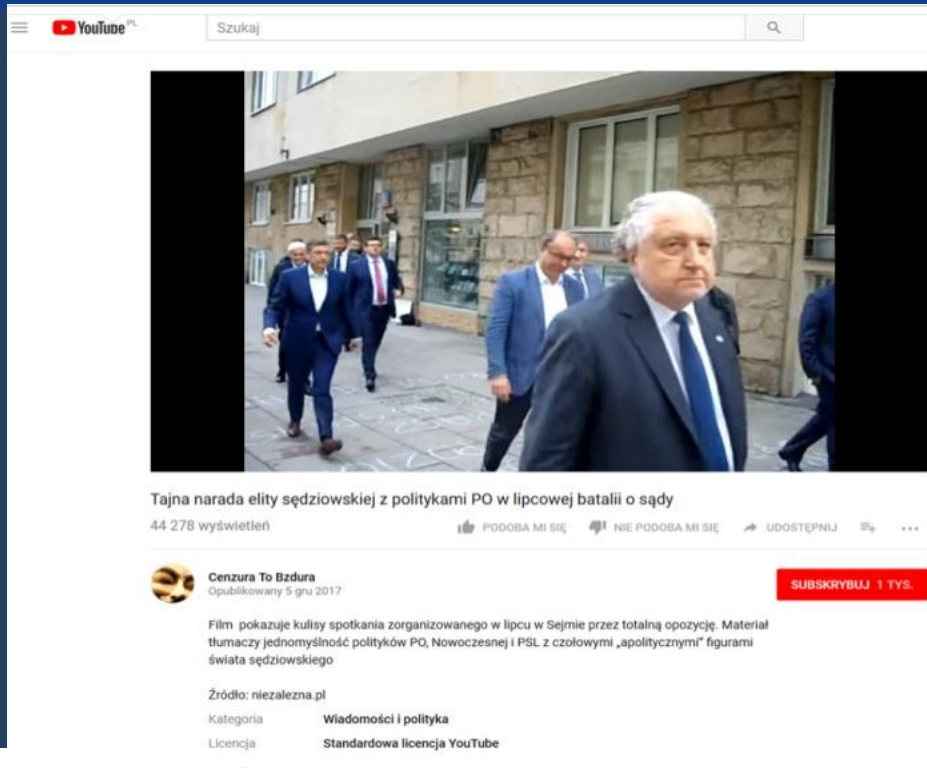 YouTube PL
Szukaj
Tajna narada elity sędziowskiej z politykami PO w lipcowej batalii o sądy
44 278 wyświetleń
PODOBA MI SIĘ NIE PODOBA MI SIĘ UDOSTĘPNIJ
Cenzura To Bzdura
Opublikowany 5 gru 2017
SUBSKRYBUJ 1 TYS.
Film pokazuje kulisy spotkania zorganizowanego w lipcu w Sejmie przez totalną opozycję. Materiał
tłumaczy jednomyślność polityków PO, Nowoczesnej i PSL z czołowymi „apolitycznymi" figurami
świata sędziowskiego
Źródło: niezalezna.pl
Kategoria Wiadomości i polityka
Licencja Standardowa licencja YouTube